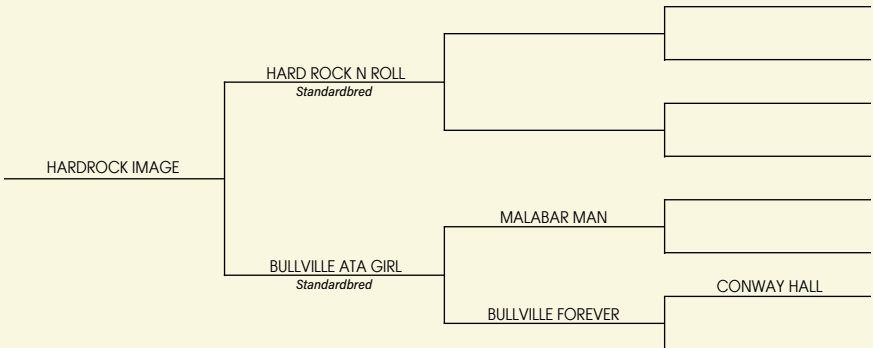 HARD ROCK N ROLL
Standardbred
HARDROCK IMAGE
MALABAR MAN
BULLVILLE ATA GIRL
Standardbred
CONWAY HALL
BULLVILLE FOREVER